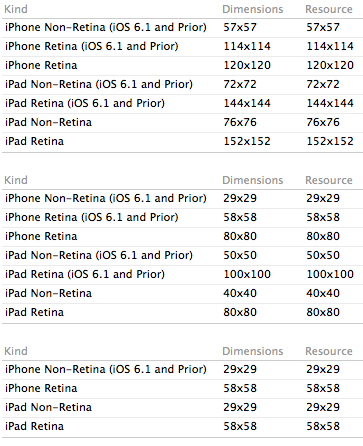 Kind Dimensions Resource
iPhone Non-Retina (iOS 6.1 and Prior) 57x57 57x57
iPhone Retina (iOS 6.1 and Prior) 114x114 114x114
iPhone Retina 120x120 120x120
iPad Non-Retina (iOS 6.1 and Prior) 72x72 72x72
iPad Retina (iOS 6.1 and Prior) 144x144 144x144
iPad Non-Retina 76x76 76x76
iPad Retina 152x152 152x152
Kind Dimensions Resource
iPhone Non-Retina (iOS 6.1 and Prior) 29x29 29x29
iPhone Retina (iOS 6.1 and Prior) 58x58 58x58
iPhone Retina 80x80 80x80
iPad Non-Retina (iOS 6.1 and Prior) 50x50 50x50
iPad Retina (iOS 6.1 and Prior) 100x100 100x100
iPad Non-Retina 40x40 40x40
iPad Retina 80x80 80x80
Kind Dimensions Resource
iPhone Non-Retina (iOS 6.1 and Prior) 29x29 29x29
iPhone Retina 58x58 58x58
iPad Non-Retina 29x29 29x29
iPad Retina 58x58 58x58